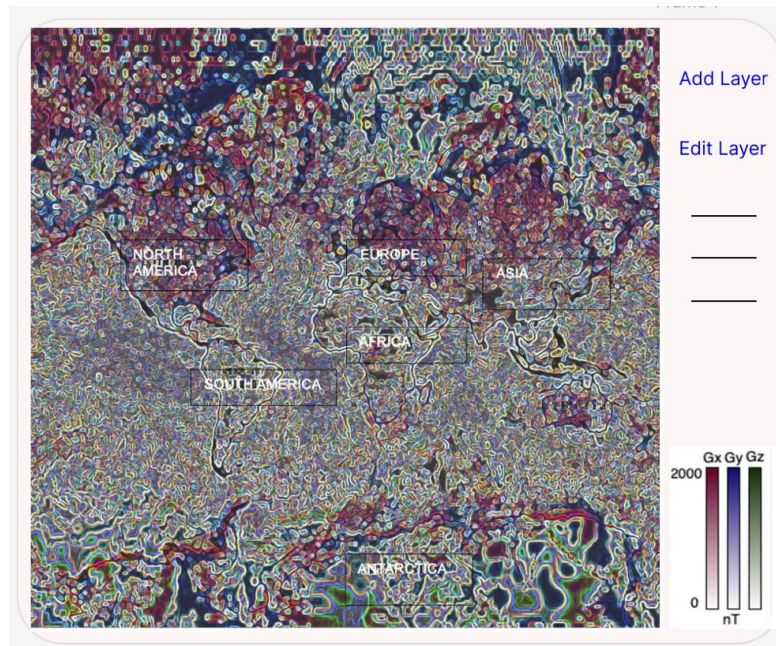 Add Layer
Edit Layer
NORTH
AMERICA
EUROPE
ASIA
AFRICA
SOUTH AMERICA
ANTARCTICA
Gx Gy Gz
2000
0
nT